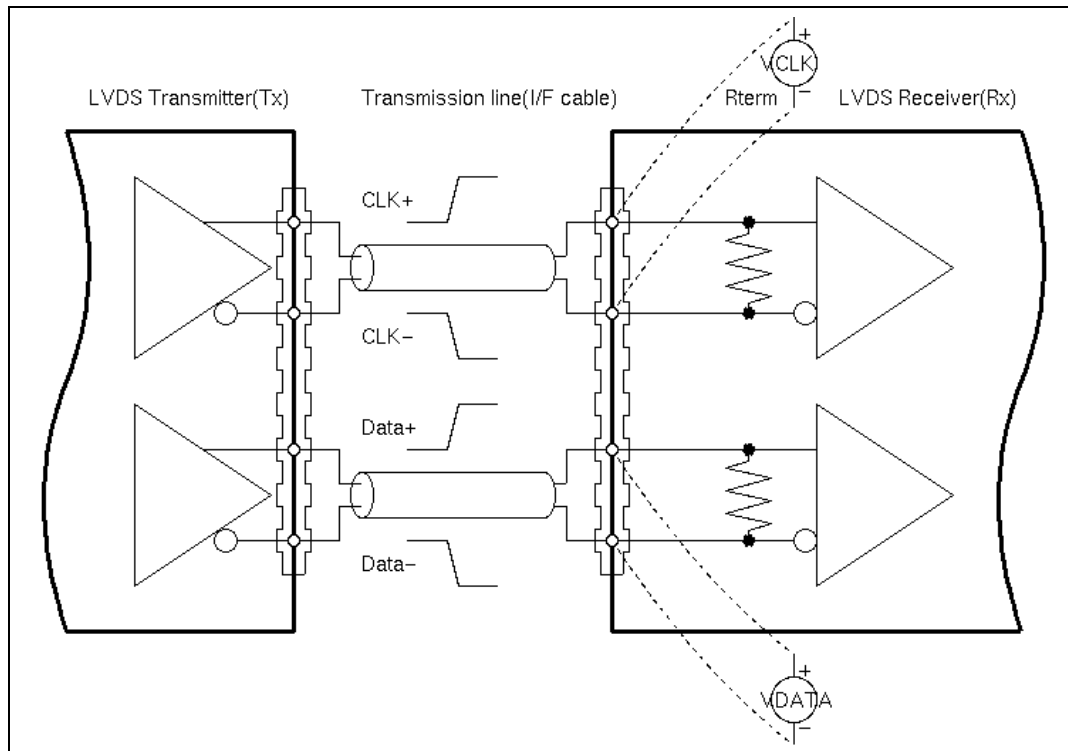 +
VCLK
−
LVDS Transmitter(Tx) Transmission line(I/F cable) Rterm LVDS Receiver(Rx)
CLK+
CLK−
Data+
Data−
+
VDATA
−